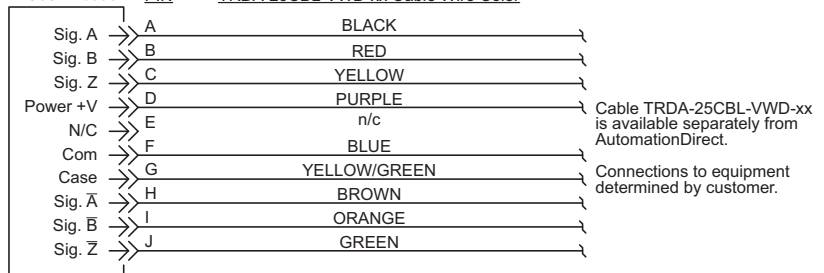 Sig. A A BLACK
Sig. B B RED
Sig. Z C YELLOW
Power +V D PURPLE
N/C E n/c
Com F BLUE
Case G YELLOW/GREEN
Sig. A̅ H BROWN
Sig. B̅ I ORANGE
Sig. Z̅ J GREEN
Cable TRDA-25CBL-VWD-xx
is available separately from
AutomationDirect.
Connections to equipment
determined by customer.